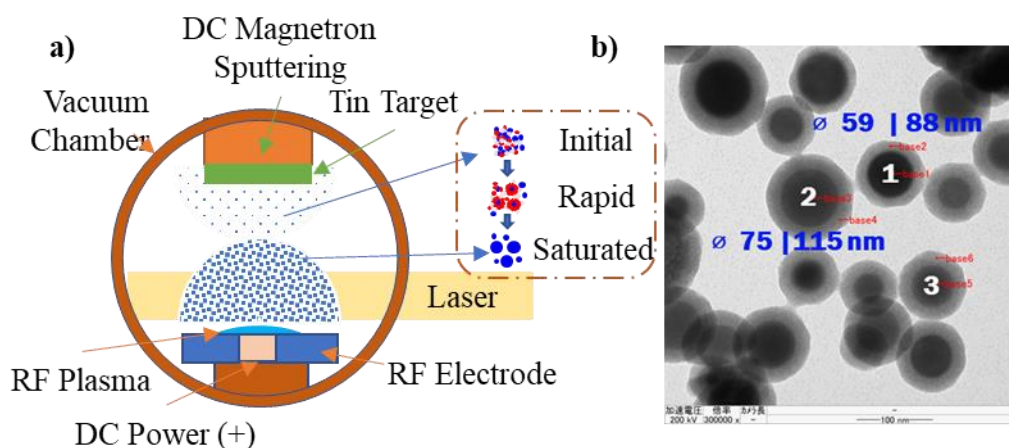 a)
DC Magnetron
Sputtering
Vacuum
Chamber
Tin Target
Initial
Rapid
Saturated
Laser
RF Plasma
RF Electrode
DC Power (+)
b)
ø 59 | 88 nm
base2
1
base1
2
base3
base4
ø 75 | 115 nm
base6
3
base5
加速電圧 倍率 カメラ長
200 kV 300000 x -
-
100 nm